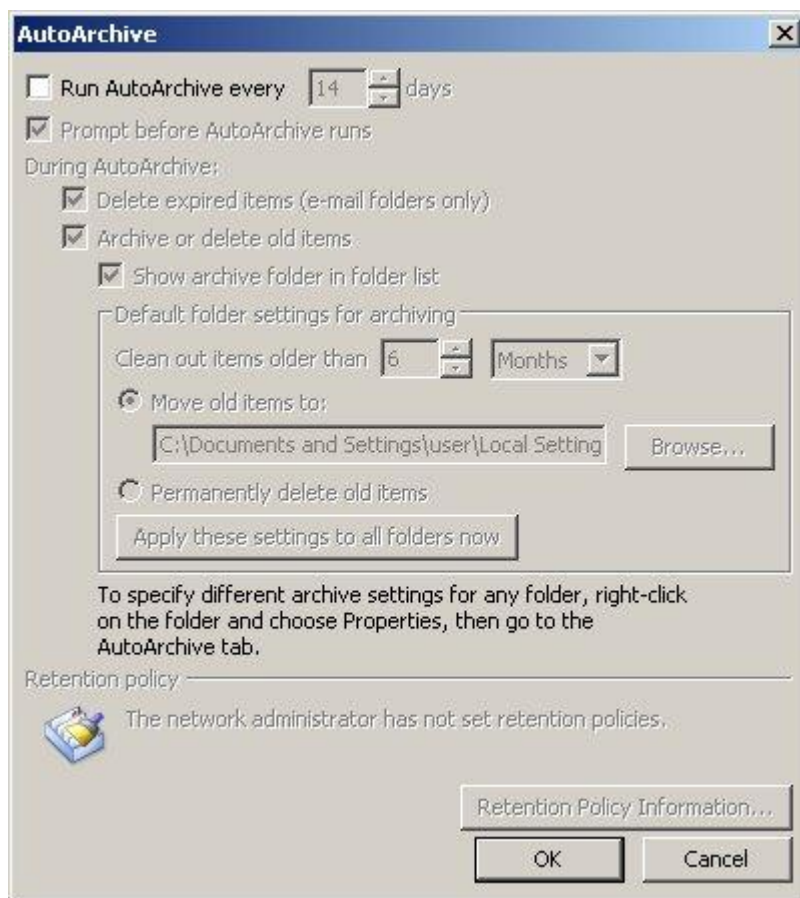 AutoArchive
Run AutoArchive every 14 days
Prompt before AutoArchive runs
During AutoArchive:
Delete expired items (e-mail folders only)
Archive or delete old items
Show archive folder in folder list
Default folder settings for archiving
Clean out items older than 6 Months
Move old items to:
C:\Documents and Settings\user\Local Setting Browse...
Permanently delete old items
Apply these settings to all folders now
To specify different archive settings for any folder, right-click
on the folder and choose Properties, then go to the
AutoArchive tab.
Retention policy
The network administrator has not set retention policies.
Retention Policy Information...
OK Cancel